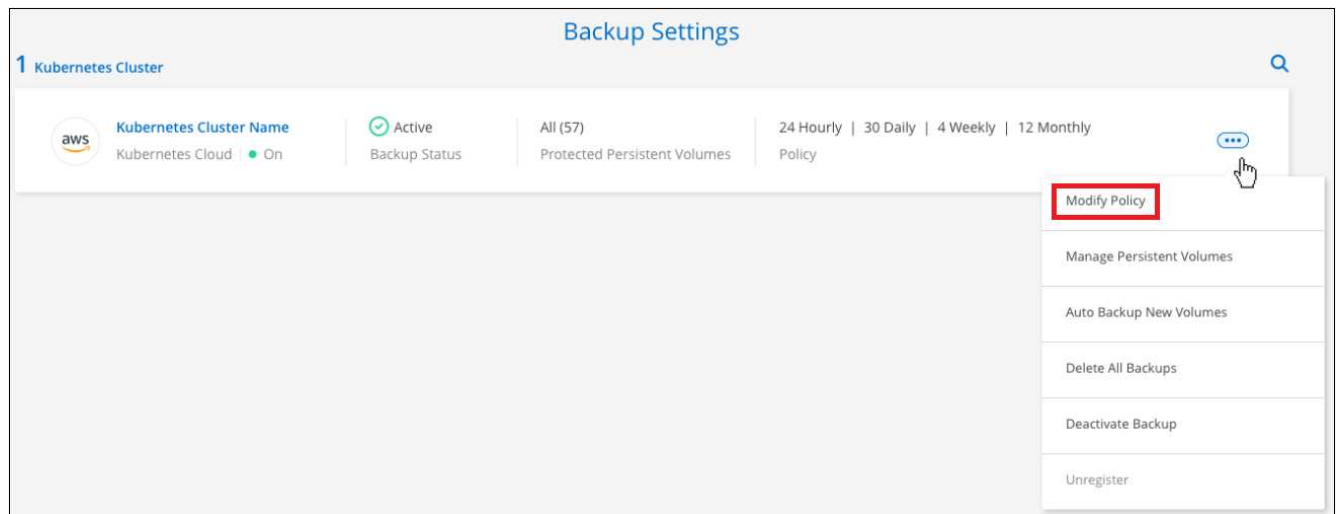 Backup Settings
1 Kubernetes Cluster
aws
Kubernetes Cluster Name
Kubernetes Cloud | On
Active
Backup Status
All (57)
Protected Persistent Volumes
24 Hourly | 30 Daily | 4 Weekly | 12 Monthly
Policy
Modify Policy
Manage Persistent Volumes
Auto Backup New Volumes
Delete All Backups
Deactivate Backup
Unregister